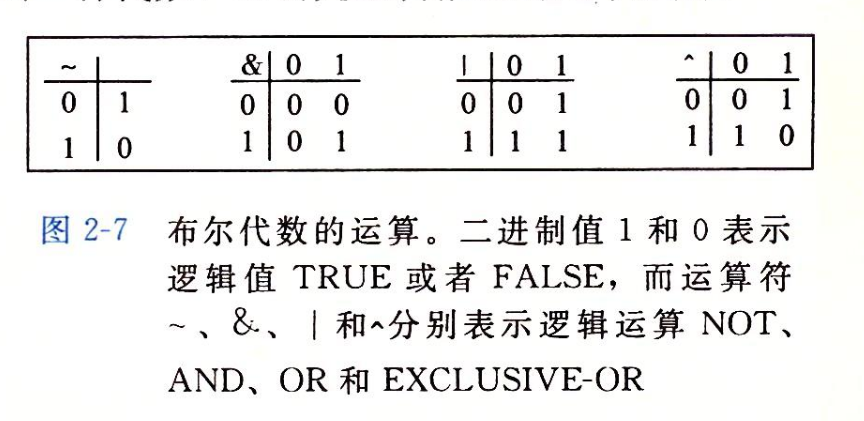 ~ & 0 1 | 0 1 ^ 0 1
0 1 0 0 0 0 0 1 0 0 1
1 0 1 0 1 1 1 1 1 1 0
图 2-7 布尔代数的运算。二进制值 1 和 0 表示
逻辑值 TRUE 或者 FALSE，而运算符
~、&、| 和^分别表示逻辑运算 NOT、
AND、OR 和 EXCLUSIVE-OR